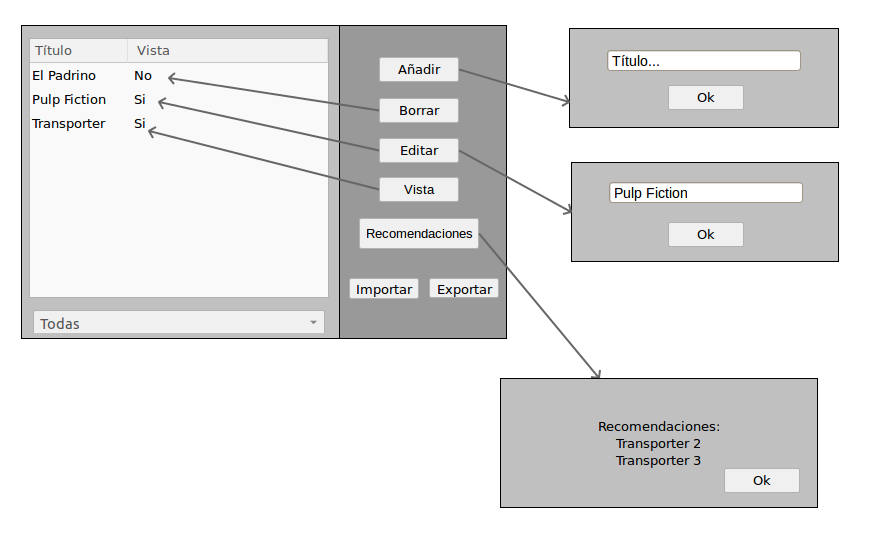 Título Vista
El Padrino No
Pulp Fiction Si
Transporter Si
Todas
Añadir
Borrar
Editar
Vista
Recomendaciones
Importar Exportar
Título...
Ok
Pulp Fiction
Ok
Recomendaciones:
Transporter 2
Transporter 3
Ok